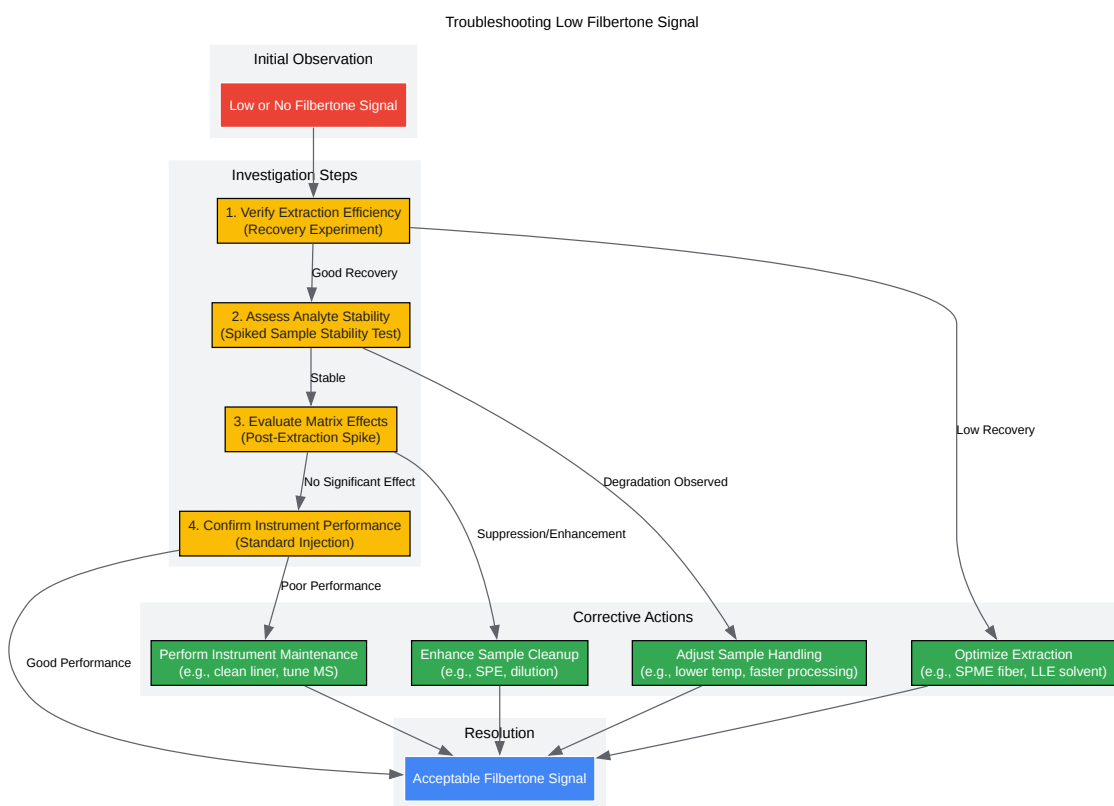 Troubleshooting Low Filbertone Signal
Initial Observation
Low or No Filbertone Signal
Investigation Steps
1. Verify Extraction Efficiency
(Recovery Experiment)
Good Recovery
2. Assess Analyte Stability
(Spiked Sample Stability Test)
Stable
3. Evaluate Matrix Effects
(Post-Extraction Spike)
Low Recovery
No Significant Effect
Degradation Observed
4. Confirm Instrument Performance
(Standard Injection)
Suppression/Enhancement
Poor Performance
Good Performance
Corrective Actions
Perform Instrument Maintenance
(e.g., clean liner, tune MS)
Enhance Sample Cleanup
(e.g., SPE, dilution)
Adjust Sample Handling
(e.g., lower temp, faster processing)
Optimize Extraction
(e.g., SPME fiber, LLE solvent)
Resolution
Acceptable Filbertone Signal